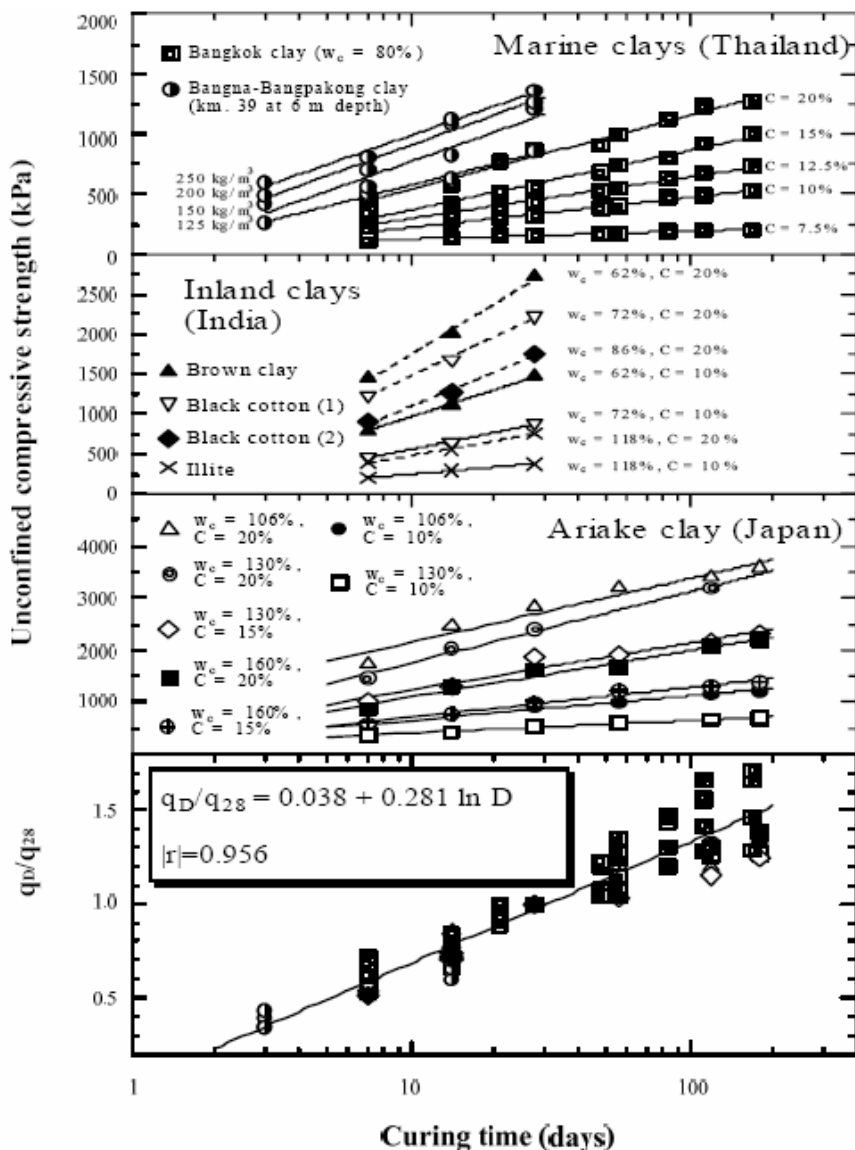 2000
1500
1000
500
0
Bangkok clay (wc = 80%)
Bangna-Bangpakong clay
(km. 39 at 6 m depth)
Marine clays (Thailand)
250 kg/m³
200 kg/m³
150 kg/m³
125 kg/m³
C = 20%
C = 15%
C = 12.5%
C = 10%
C = 7.5%
2500
2000
1500
1000
500
0
Inland clays
(India)
Brown clay
Black cotton (1)
Black cotton (2)
Illite
wc = 62%, C = 20%
wc = 72%, C = 20%
wc = 86%, C = 20%
wc = 62%, C = 10%
wc = 72%, C = 10%
wc = 118%, C = 20%
wc = 118%, C = 10%
4000
3000
2000
1000
wc = 106%,
C = 20%
wc = 130%,
C = 20%
wc = 130%,
C = 15%
wc = 160%,
C = 20%
wc = 160%,
C = 15%
wc = 106%,
C = 10%
wc = 130%,
C = 10%
Ariake clay (Japan)
Unconfined compressive strength (kPa)
qD/q28 = 0.038 + 0.281 ln D
|r|=0.956
1.5
1.0
0.5
qD/q28
1
10
100
Curing time (days)